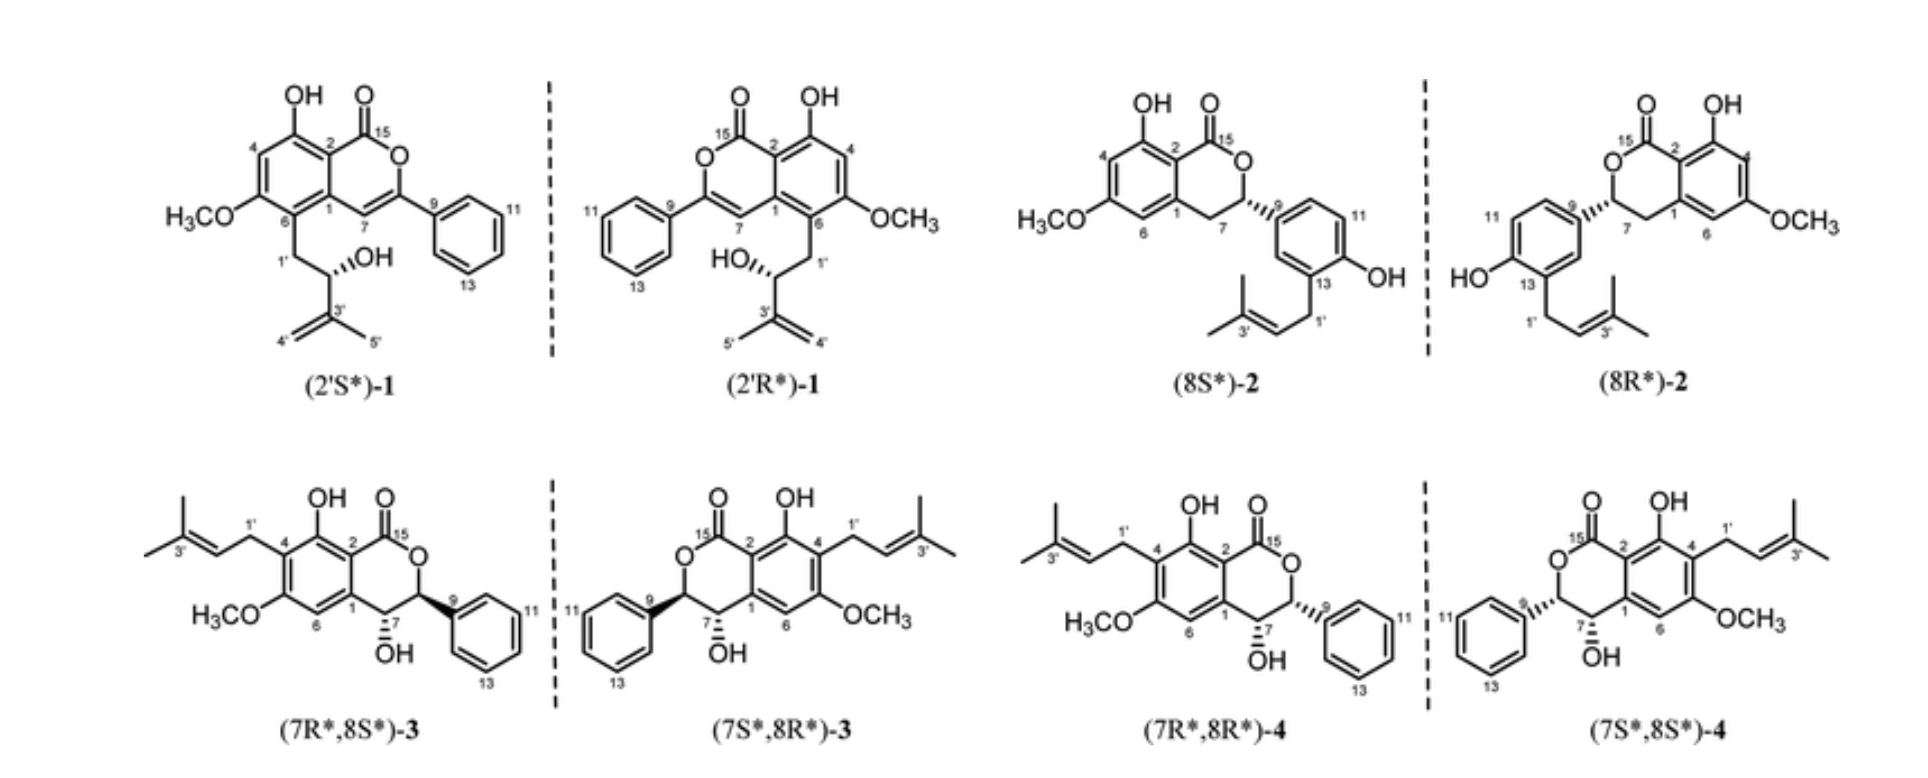 OH O OH O OH O OH O
15 15 15 15
4 2 O O 2 4 4 2 O O 2 4
H₃CO 9 11 11 9 OCH₃ H₃CO 9 11 11 9 OCH₃
6 1 7 7 1 6 6 1 7 7 1 6
1' OH 13 13 HO 1' 13 OH HO 13
3' 3' 3' 1' 1' 3'
4' 5' 5' 4'
(2'S*)-1 (2'R*)-1 (8S*)-2 (8R*)-2
OH O O OH OH O O OH
1' 15 15 1' 1' 15 15 1'
3' 4 2 O O 2 4 3' 3' 4 2 O O 2 4 3'
H₃CO 1 9 11 11 9 1 OCH₃ H₃CO 1 9 11 11 9 1 OCH₃
6 7 7 6 6 7 7 6
OH 13 13 OH OH 13 13 OH
(7R*,8S*)-3 (7S*,8R*)-3 (7R*,8R*)-4 (7S*,8S*)-4